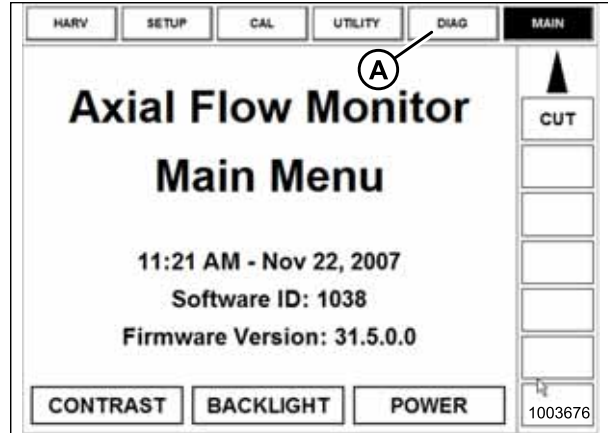 HARV SETUP CAL UTILITY DIAG MAIN
A
Axial Flow Monitor
CUT
Main Menu
11:21 AM - Nov 22, 2007
Software ID: 1038
Firmware Version: 31.5.0.0
CONTRAST BACKLIGHT POWER
1003676